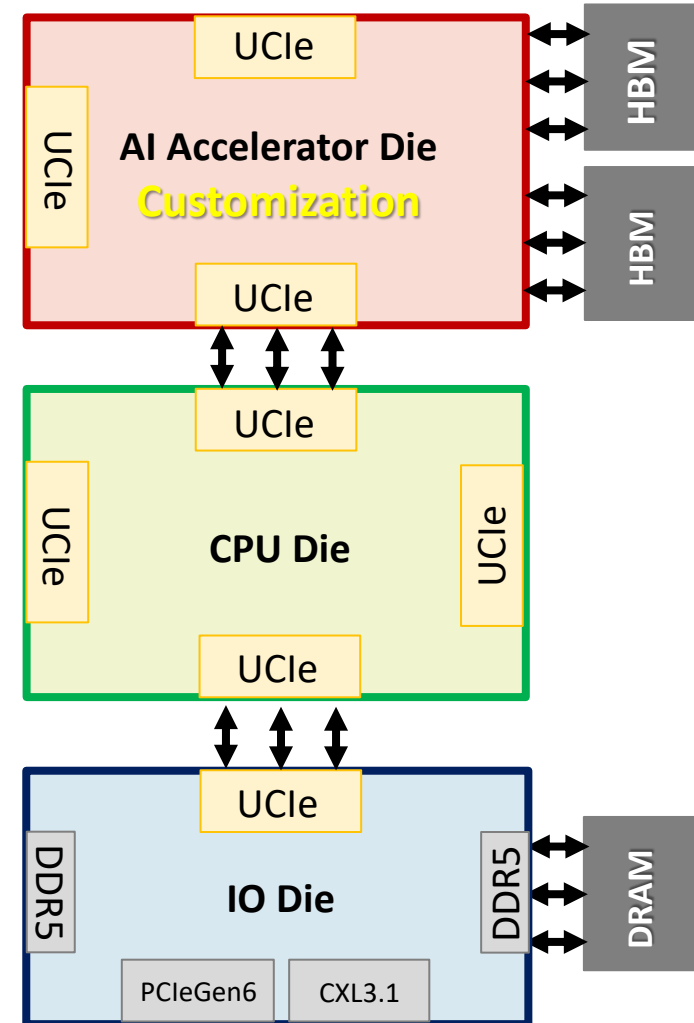 UCIe
HBM
UCIe
AI Accelerator Die
Customization
HBM
UCIe
UCIe
UCIe
CPU Die
UCIe
UCIe
UCIe
DDR5
IO Die
DDR5
DRAM
PCIeGen6
CXL3.1